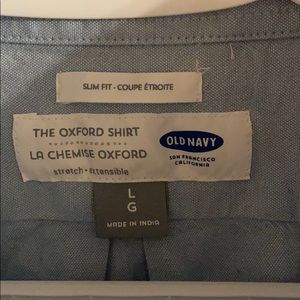 SLIM FIT - COUPE ÉTROITE
THE OXFORD SHIRT
LA CHEMISE OXFORD
stretch • extensible
OLD NAVY
SAN FRANCISCO
CALIFORNIA
L
G
MADE IN INDIA